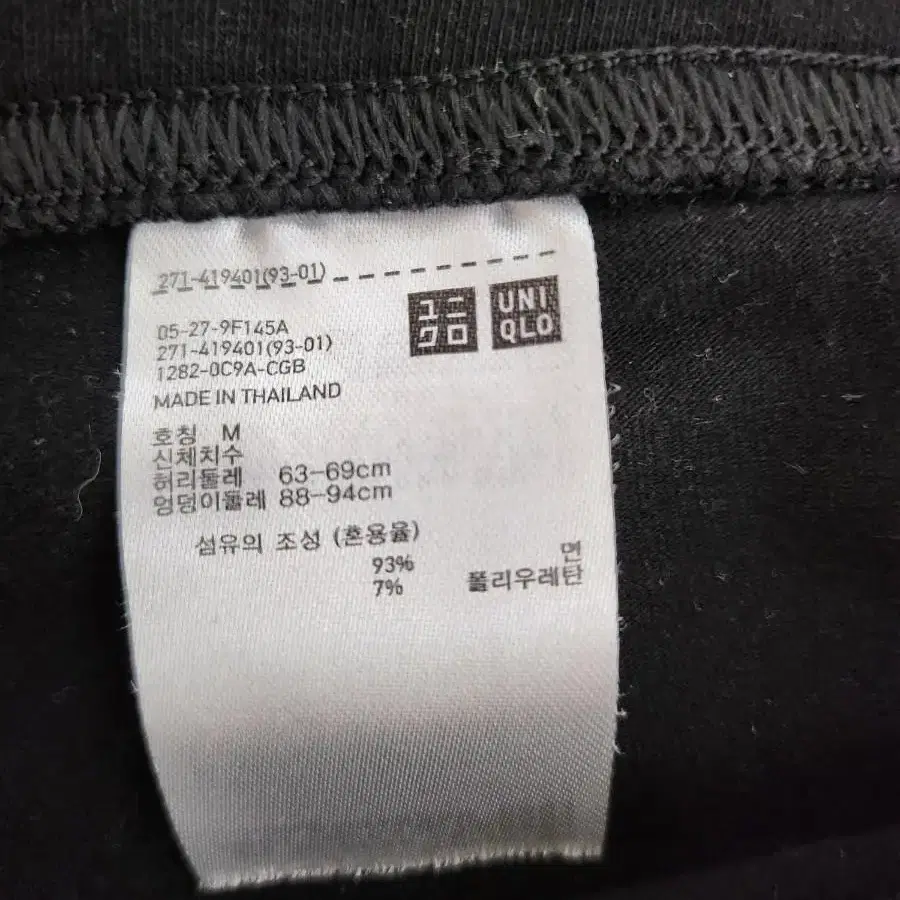 271-419401(93-01)
ユニ
クロ
UNI
QLO
05-27-9F145A
271-419401(93-01)
1282-0C9A-CGB
MADE IN THAILAND
호칭 M
신체치수
허리둘레 63-69cm
엉덩이둘레 88-94cm
섬유의 조성 (혼용율)
93% 면
7% 폴리우레탄